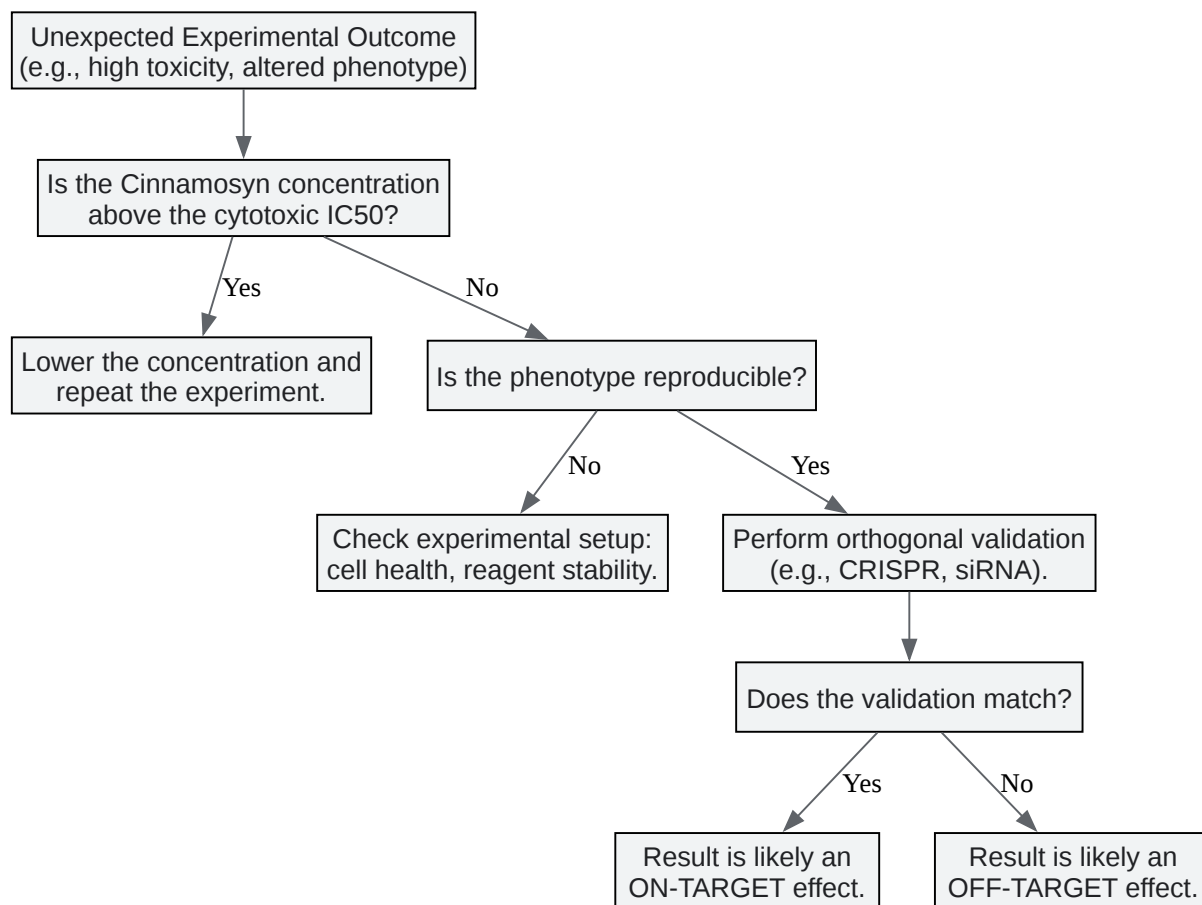 Unexpected Experimental Outcome
(e.g., high toxicity, altered phenotype)
Is the Cinnamosyn concentration
above the cytotoxic IC50?
Yes
No
Lower the concentration and
repeat the experiment.
Is the phenotype reproducible?
No
Yes
Check experimental setup:
cell health, reagent stability.
Perform orthogonal validation
(e.g., CRISPR, siRNA).
Does the validation match?
Yes
No
Result is likely an
ON-TARGET effect.
Result is likely an
OFF-TARGET effect.